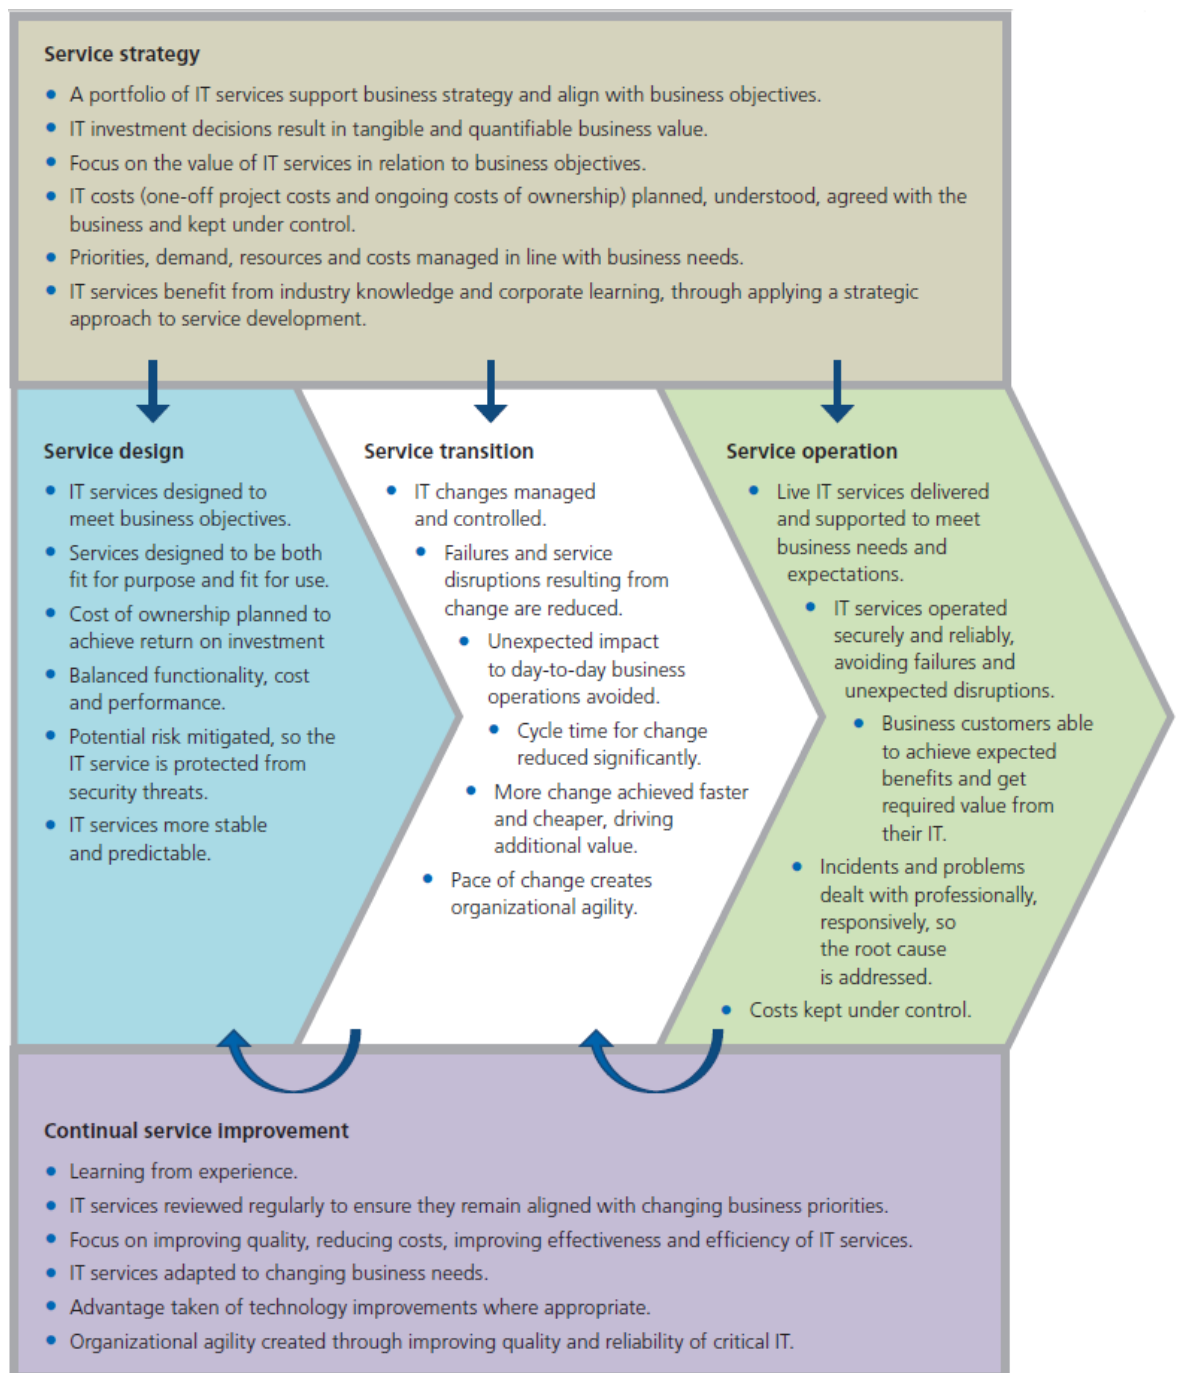 Service strategy
• A portfolio of IT services support business strategy and align with business objectives.
• IT investment decisions result in tangible and quantifiable business value.
• Focus on the value of IT services in relation to business objectives.
• IT costs (one-off project costs and ongoing costs of ownership) planned, understood, agreed with the
business and kept under control.
• Priorities, demand, resources and costs managed in line with business needs.
• IT services benefit from industry knowledge and corporate learning, through applying a strategic
approach to service development.
Service design
• IT services designed to
meet business objectives.
• Services designed to be both
fit for purpose and fit for use.
• Cost of ownership planned to
achieve return on investment
• Balanced functionality, cost
and performance.
• Potential risk mitigated, so the
IT service is protected from
security threats.
• IT services more stable
and predictable.
Service transition
• IT changes managed
and controlled.
• Failures and service
disruptions resulting from
change are reduced.
• Unexpected impact
to day-to-day business
operations avoided.
• Cycle time for change
reduced significantly.
• More change achieved faster
and cheaper, driving
additional value.
• Pace of change creates
organizational agility.
Service operation
• Live IT services delivered
and supported to meet
business needs and
expectations.
• IT services operated
securely and reliably,
avoiding failures and
unexpected disruptions.
• Business customers able
to achieve expected
benefits and get
required value from
their IT.
• Incidents and problems
dealt with professionally,
responsively, so
the root cause
is addressed.
• Costs kept under control.
Continual service improvement
• Learning from experience.
• IT services reviewed regularly to ensure they remain aligned with changing business priorities.
• Focus on improving quality, reducing costs, improving effectiveness and efficiency of IT services.
• IT services adapted to changing business needs.
• Advantage taken of technology improvements where appropriate.
• Organizational agility created through improving quality and reliability of critical IT.